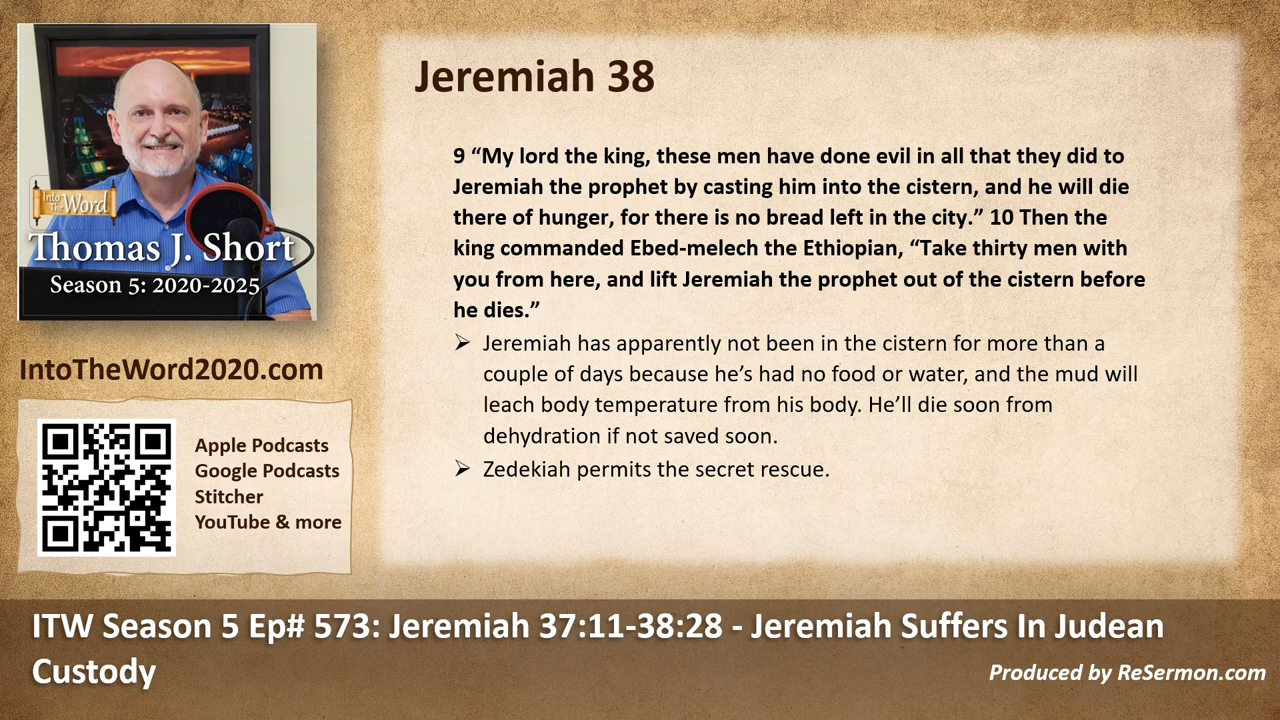 Into
The Word
Thomas J. Short
Season 5: 2020-2025
IntoTheWord2020.com
Apple Podcasts
Google Podcasts
Stitcher
YouTube & more
Jeremiah 38
9 “My lord the king, these men have done evil in all that they did to
Jeremiah the prophet by casting him into the cistern, and he will die
there of hunger, for there is no bread left in the city.” 10 Then the
king commanded Ebed-melech the Ethiopian, “Take thirty men with
you from here, and lift Jeremiah the prophet out of the cistern before
he dies.”
➢ Jeremiah has apparently not been in the cistern for more than a
couple of days because he’s had no food or water, and the mud will
leach body temperature from his body. He’ll die soon from
dehydration if not saved soon.
➢ Zedekiah permits the secret rescue.
ITW Season 5 Ep# 573: Jeremiah 37:11-38:28 - Jeremiah Suffers In Judean
Custody
Produced by ReSermon.com